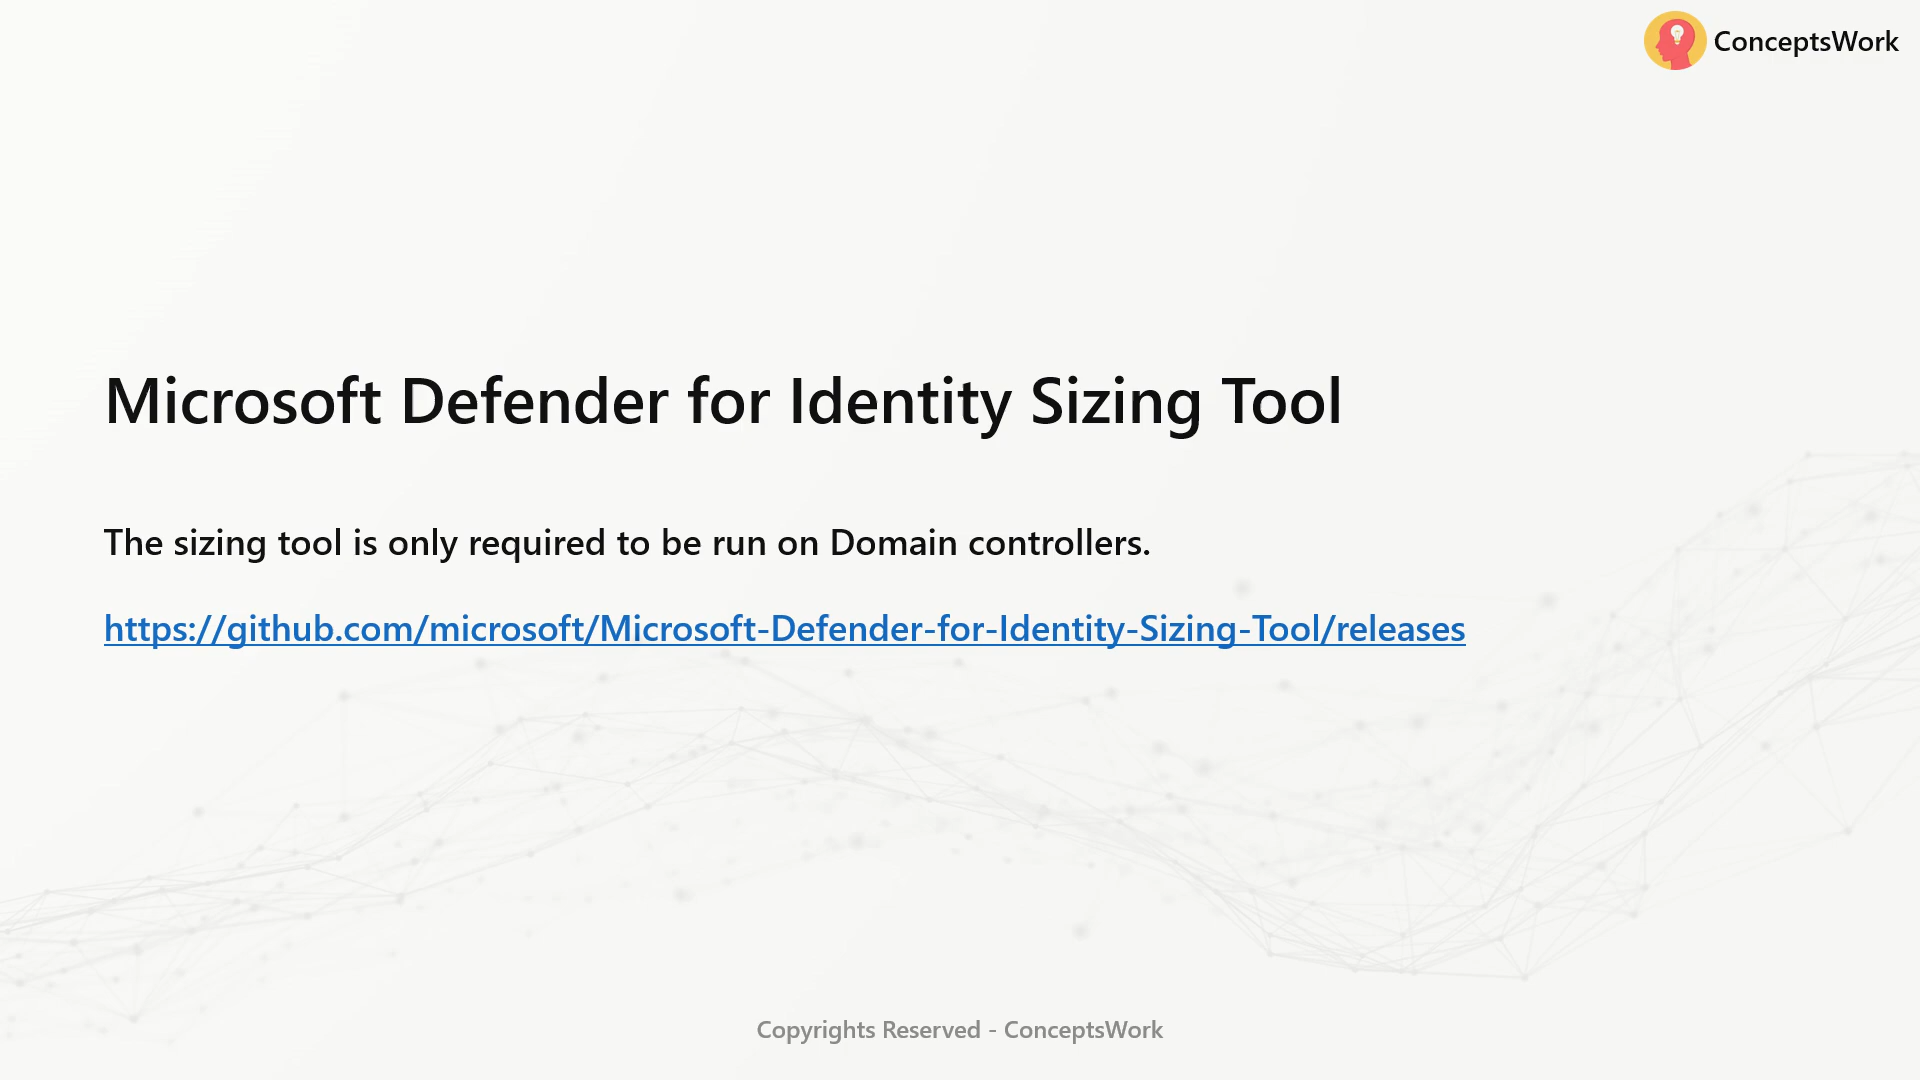 ConceptsWork
Microsoft Defender for Identity Sizing Tool
The sizing tool is only required to be run on Domain controllers.
https://github.com/microsoft/Microsoft-Defender-for-Identity-Sizing-Tool/releases
Copyrights Reserved - ConceptsWork